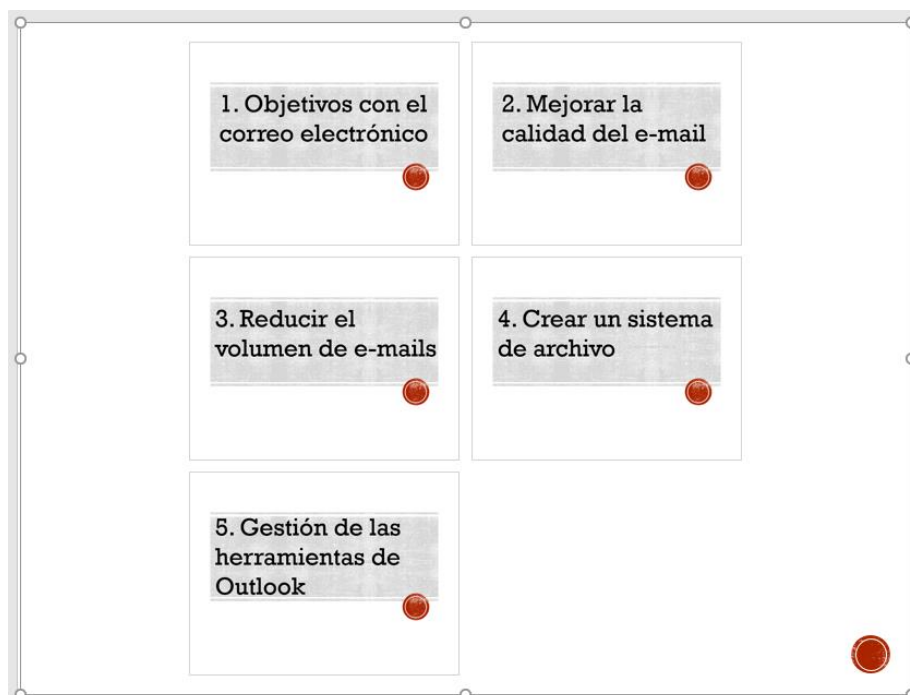 1. Objetivos con el
correo electrónico
2. Mejorar la
calidad del e-mail
3. Reducir el
volumen de e-mails
4. Crear un sistema
de archivo
5. Gestión de las
herramientas de
Outlook